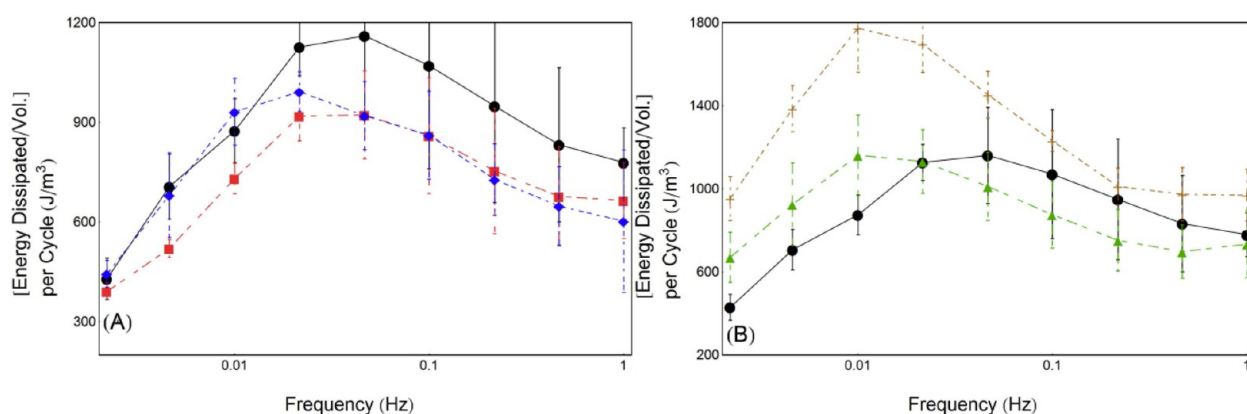 1200
900
600
300
[Energy Dissipated/Vol.]
per Cycle (J/m³)
(A)
0.01
0.1
1
Frequency (Hz)
1800
1400
1000
600
200
[Energy Dissipated/Vol.]
per Cycle (J/m³)
(B)
0.01
0.1
1
Frequency (Hz)